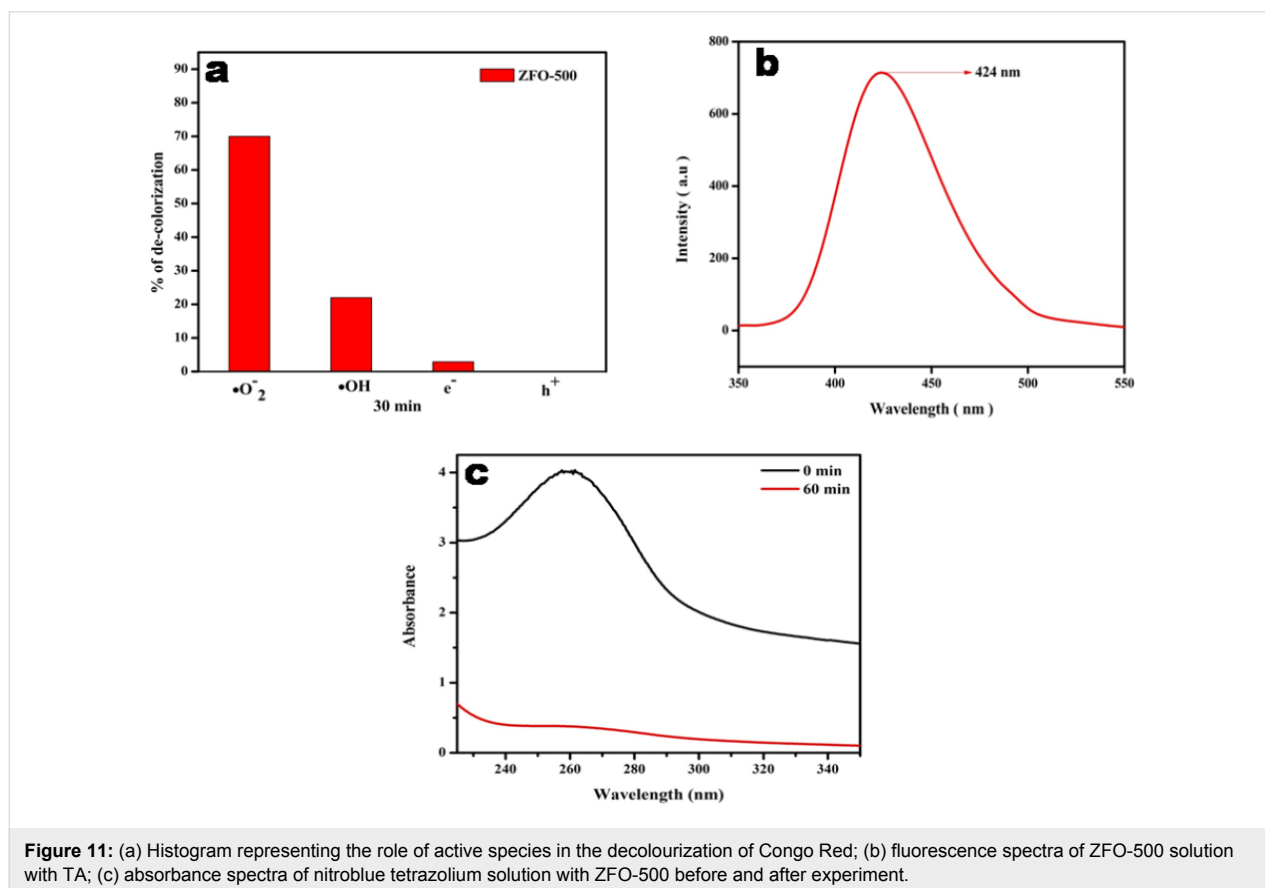 a
ZFO-500
90
80
70
60
50
40
30
20
10
0
% of de-colorization
•O⁻₂ •OH e⁻ h⁺
30 min
b
424 nm
800
600
400
200
0
Intensity ( a.u )
350 400 450 500 550
Wavelength ( nm )
c
0 min
60 min
4
3
2
1
0
Absorbance
240 260 280 300 320 340
Wavelength (nm)
Figure 11: (a) Histogram representing the role of active species in the decolourization of Congo Red; (b) fluorescence spectra of ZFO-500 solution
with TA; (c) absorbance spectra of nitroblue tetrazolium solution with ZFO-500 before and after experiment.